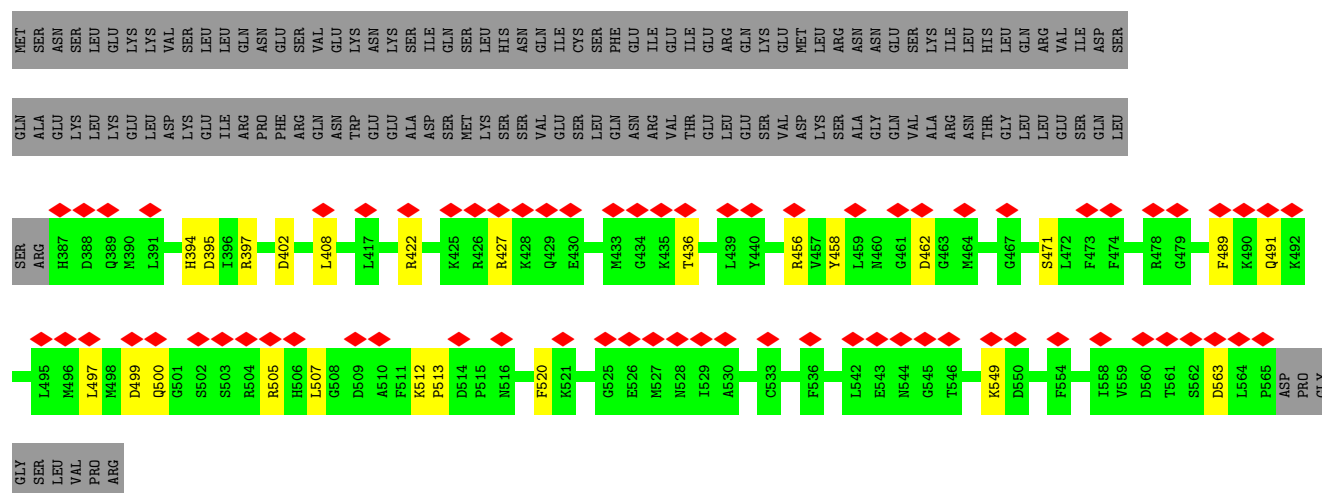 MET SER ASN SER LEU GLU LYS LYS VAL SER LEU LEU GLN ASN GLU SER VAL GLU LYS ASN LYS SER ILE GLN SER LEU HIS ASN GLN ILE CYS SER PHE GLU ILE GLU ILE GLU ARG GLN LYS GLU MET LEU ARG ASN ASN GLU SER LYS ILE LEU HIS LEU GLN ARG VAL ILE ASP SER
GLN ALA GLU LYS LEU LYS GLU LEU ASP LYS GLU ILE ARG PRO PHE ARG GLN ASN TRP GLU GLU ALA ASP SER MET LYS SER SER VAL GLU SER LEU GLN ASN ARG VAL THR GLU LEU GLU SER VAL ASP LYS SER ALA GLY GLN VAL ALA ARG ASN THR GLY LEU LEU GLU SER GLN LEU
SER ARG H387 D388 Q389 M390 L391 H394 D395 I396 R397 D402 L408 L417 R422 K425 R426 R427 K428 Q429 E430 M433 G434 K435 T436 L439 Y440 R456 V457 Y458 L459 N460 G461 D462 G463 M464 G467 S471 L472 F473 F474 R478 G479 F489 K490 Q491 K492
L495 M496 L497 M498 D499 Q500 G501 S502 S503 R504 R505 H506 L507 G508 D509 A510 F511 K512 P513 D514 P515 N516 F520 K521 G525 E526 M527 N528 I529 A530 C533 F536 L542 E543 N544 G545 T546 K549 D550 F554 I558 V559 D560 T561 S562 D563 L564 P565 ASP PRO GLY
GLY SER LEU VAL PRO ARG